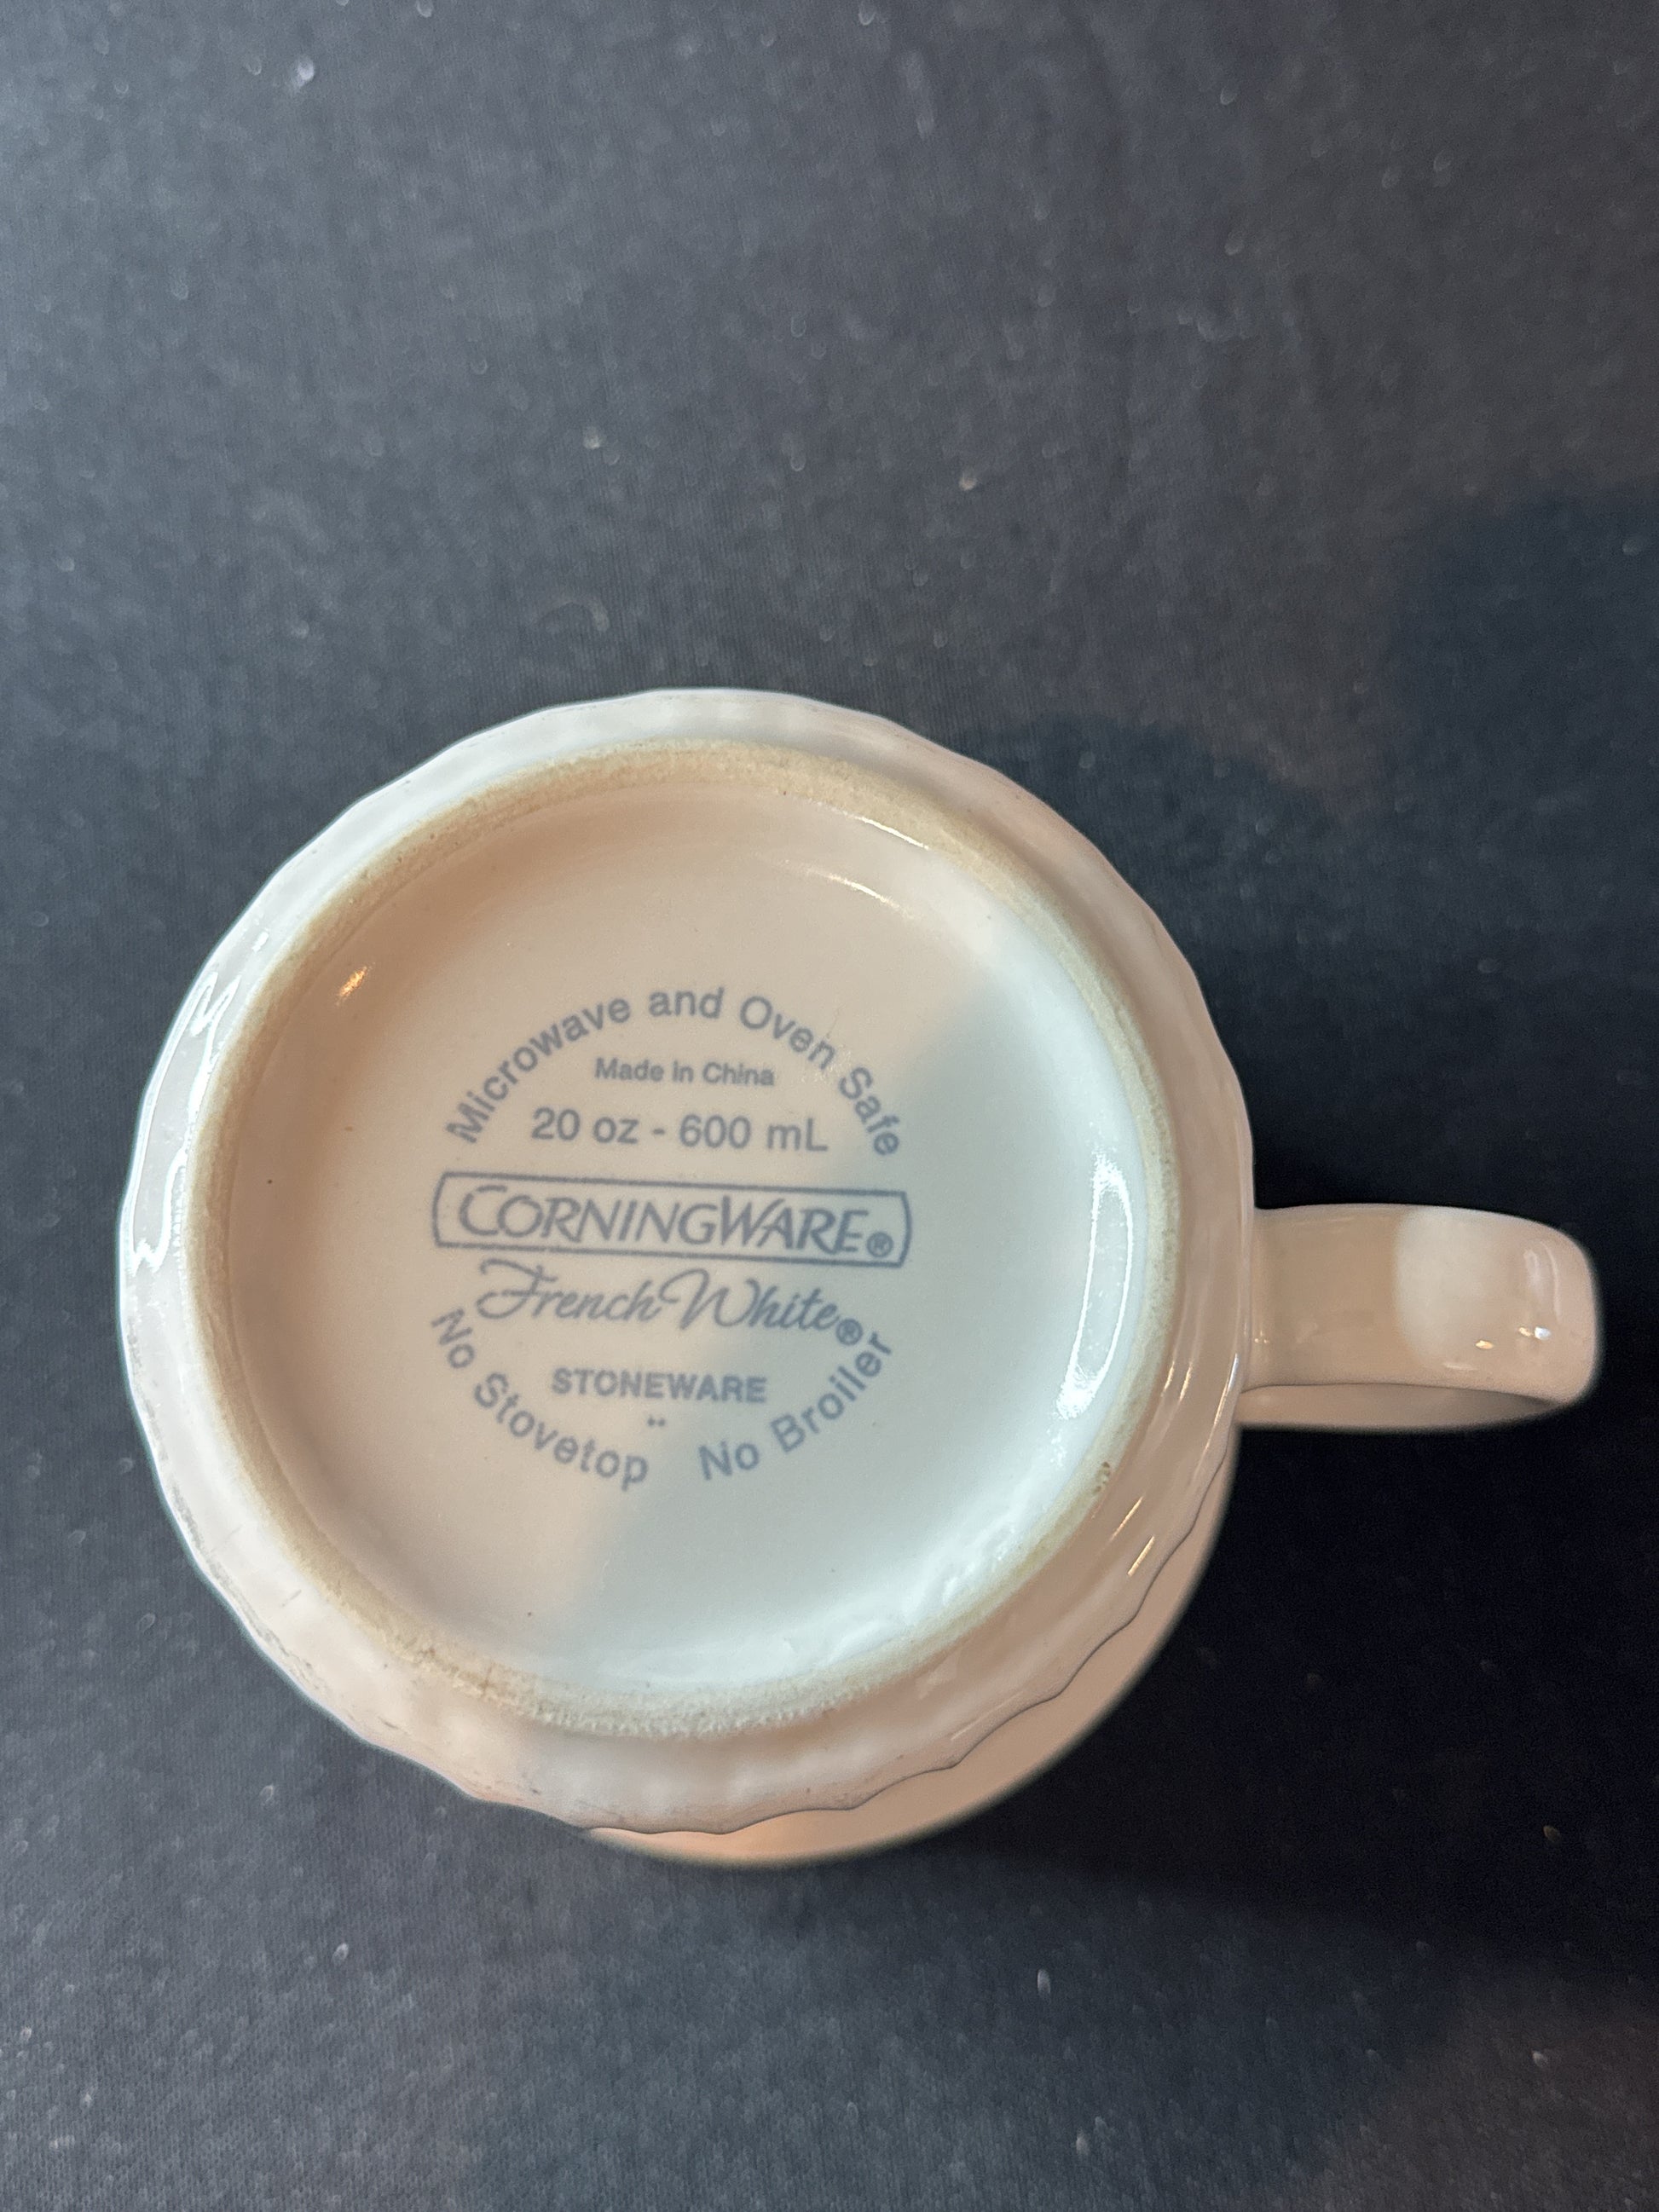 Microwave and Oven Safe
Made in China
20 oz - 600 mL
CORNINGWARE®
French White®
STONEWARE
No Stovetop No Broiler